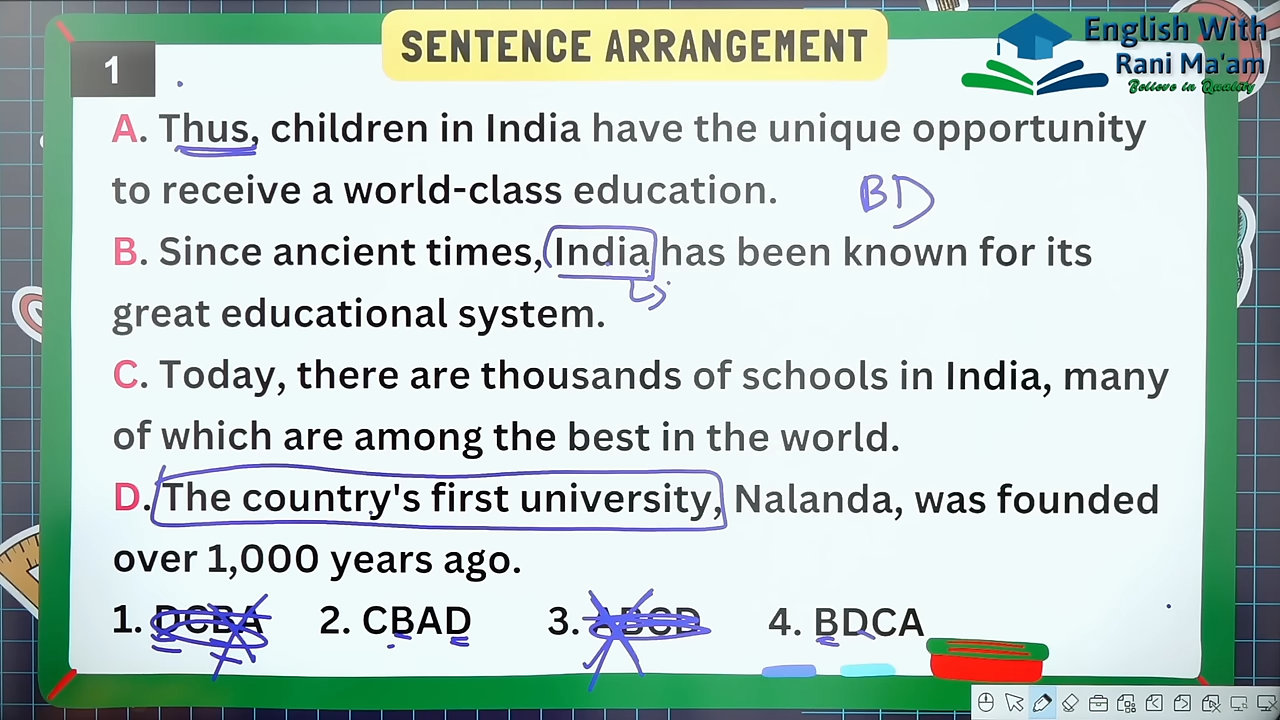 SENTENCE ARRANGEMENT
English With
Rani Ma'am
Believe in Quality
1
A. Thus, children in India have the unique opportunity
to receive a world-class education.
BD
B. Since ancient times, India has been known for its
great educational system.
C. Today, there are thousands of schools in India, many
of which are among the best in the world.
D. The country's first university, Nalanda, was founded
over 1,000 years ago.
1. DCBA 2. CBAD 3. ABCD 4. BDCA